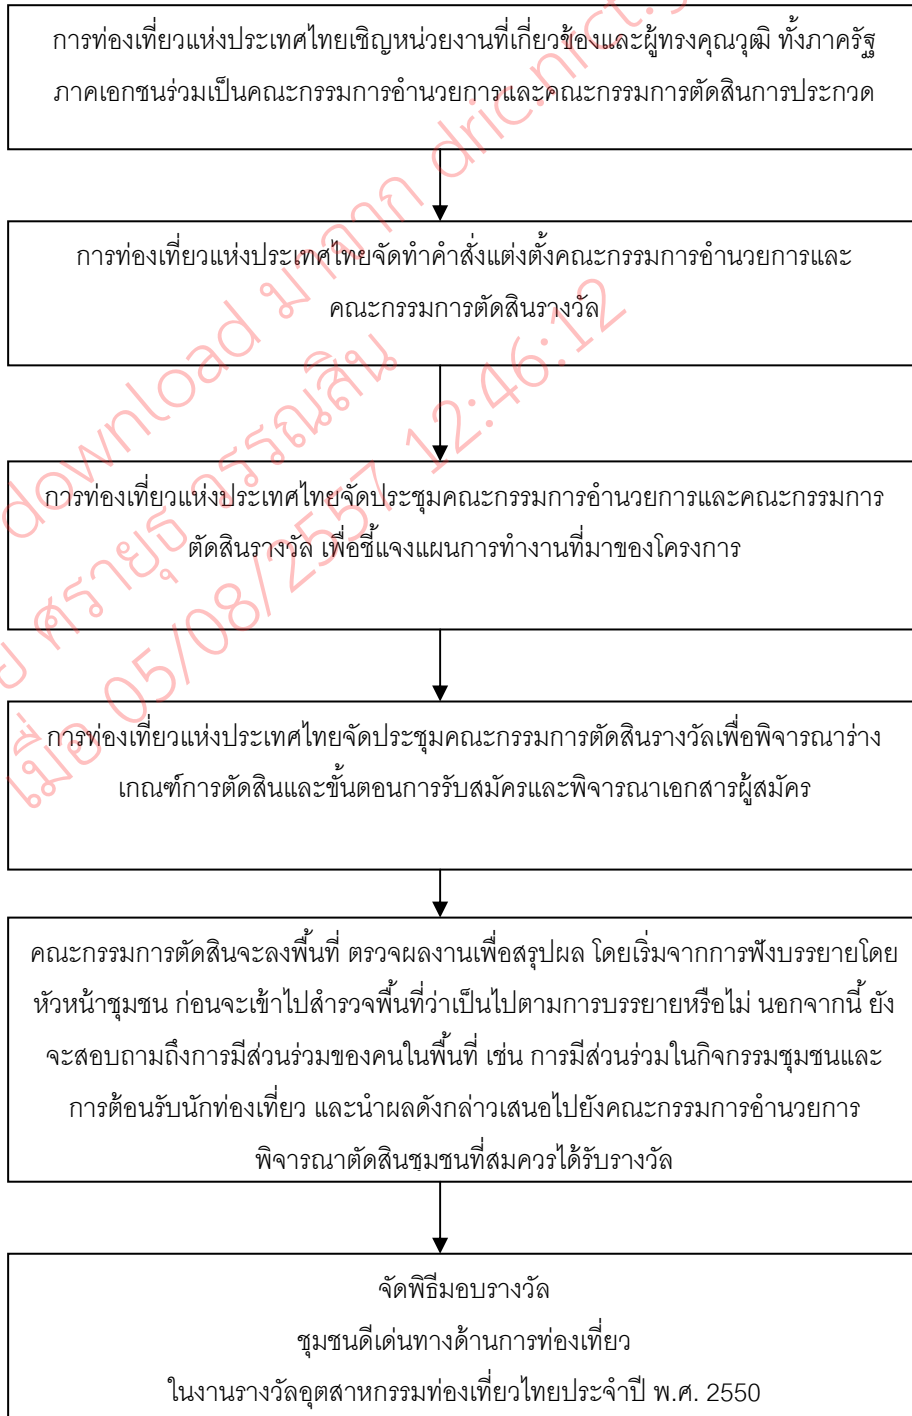 การท่องเที่ยวแห่งประเทศไทยเชิญหน่วยงานที่เกี่ยวข้องและผู้ทรงคุณวุฒิ ทั้งภาครัฐ
ภาคเอกชนร่วมเป็นคณะกรรมการอำนวยการและคณะกรรมการตัดสินการประกวด
การท่องเที่ยวแห่งประเทศไทยจัดทำคำสั่งแต่งตั้งคณะกรรมการอำนวยการและ
คณะกรรมการตัดสินรางวัล
การท่องเที่ยวแห่งประเทศไทยจัดประชุมคณะกรรมการอำนวยการและคณะกรรมการ
ตัดสินรางวัล เพื่อชี้แจงแผนการทำงานที่มาของโครงการ
การท่องเที่ยวแห่งประเทศไทยจัดประชุมคณะกรรมการตัดสินรางวัลเพื่อพิจารณาร่าง
เกณฑ์การตัดสินและขั้นตอนการรับสมัครและพิจารณาเอกสารผู้สมัคร
คณะกรรมการตัดสินจะลงพื้นที่ ตรวจผลงานเพื่อสรุปผล โดยเริ่มจากการฟังบรรยายโดย
หัวหน้าชุมชน ก่อนจะเข้าไปสำรวจพื้นที่ว่าเป็นไปตามการบรรยายหรือไม่ นอกจากนี้ ยัง
จะสอบถามถึงการมีส่วนร่วมของคนในพื้นที่ เช่น การมีส่วนร่วมในกิจกรรมชุมชนและ
การต้อนรับนักท่องเที่ยว และนำผลดังกล่าวเสนอไปยังคณะกรรมการอำนวยการ
พิจารณาตัดสินชุมชนที่สมควรได้รับรางวัล
จัดพิธีมอบรางวัล
ชุมชนดีเด่นทางด้านการท่องเที่ยว
ในงานรางวัลอุตสาหกรรมท่องเที่ยวไทยประจำปี พ.ศ. 2550
download มาจาก dric.nrct.
ศรายุธ วรรณสิน
เมื่อ 05/08/2557 12:46:12